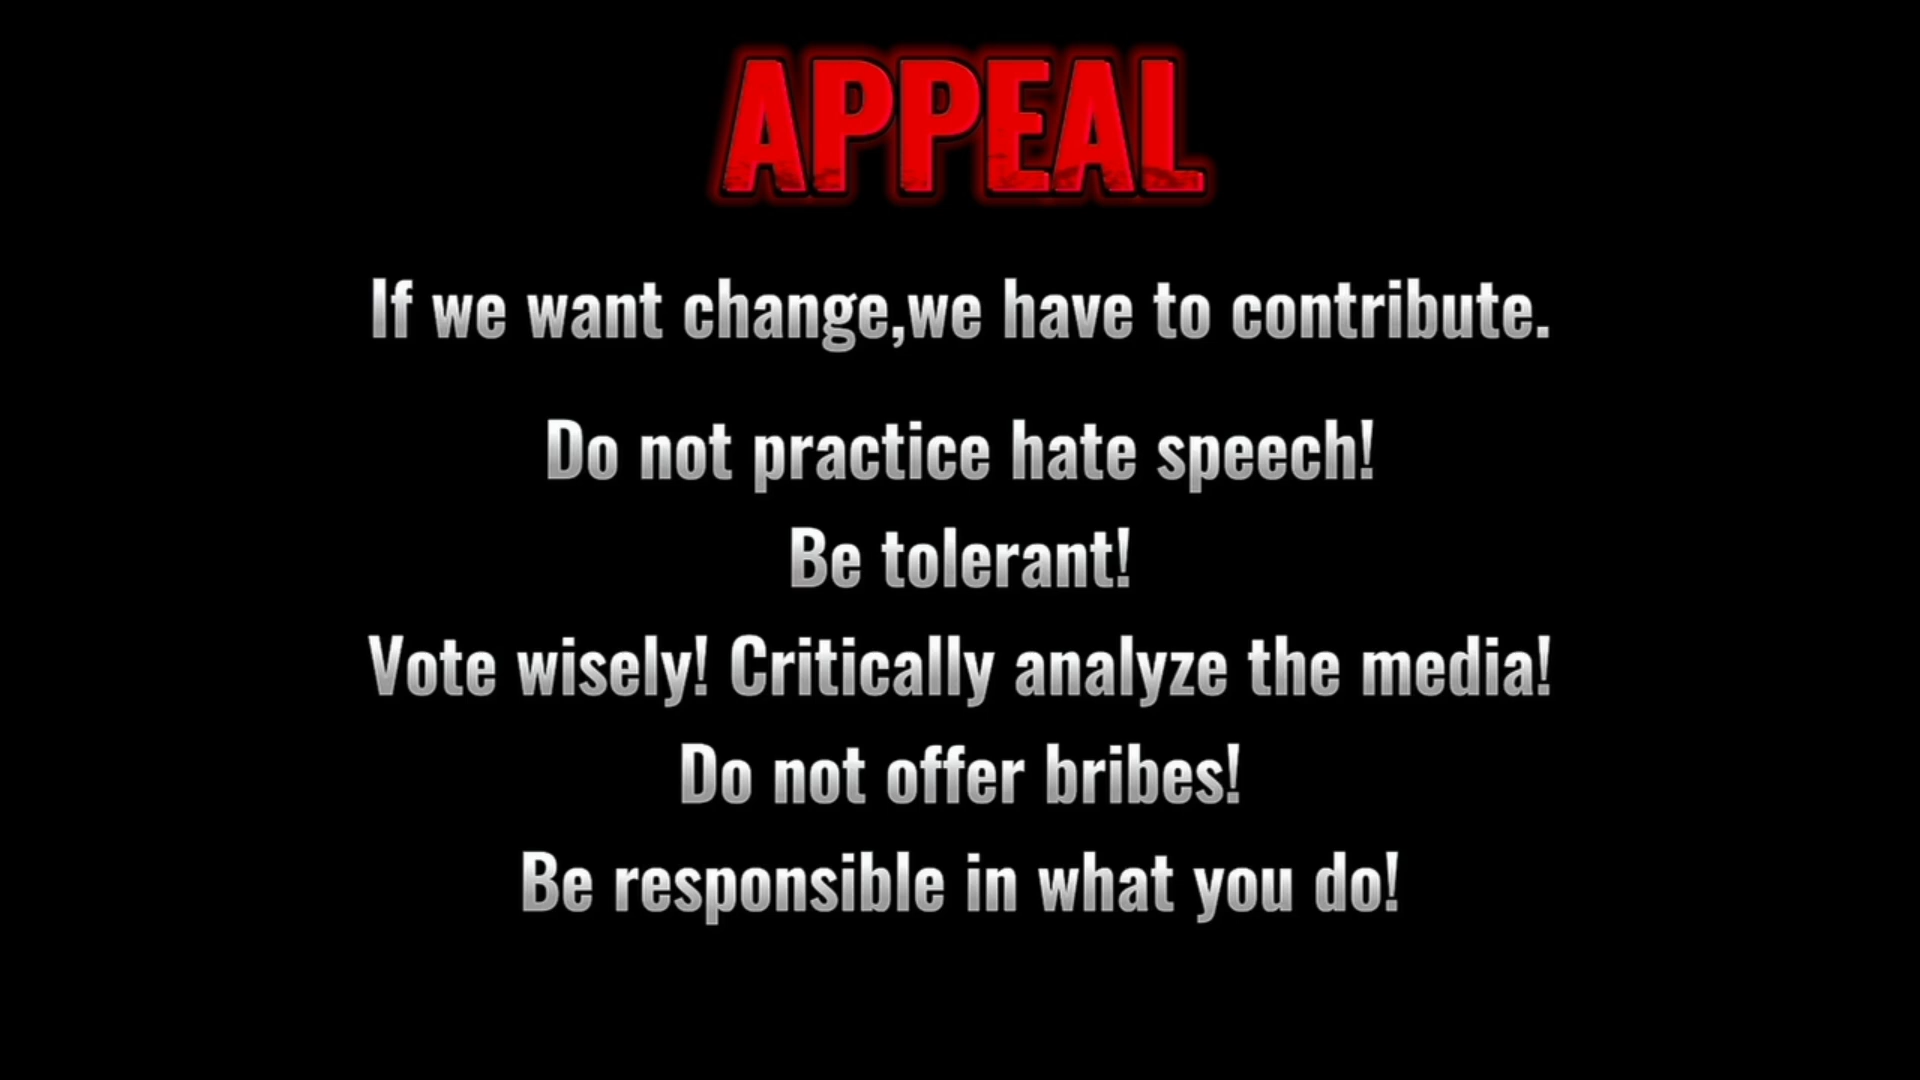 APPEAL
If we want change,we have to contribute.
Do not practice hate speech!
Be tolerant!
Vote wisely! Critically analyze the media!
Do not offer bribes!
Be responsible in what you do!